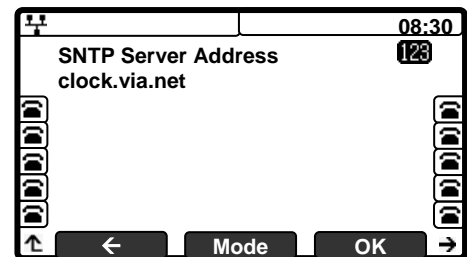 08:30
SNTP Server Address
123
clock.via.net
Mode
OK